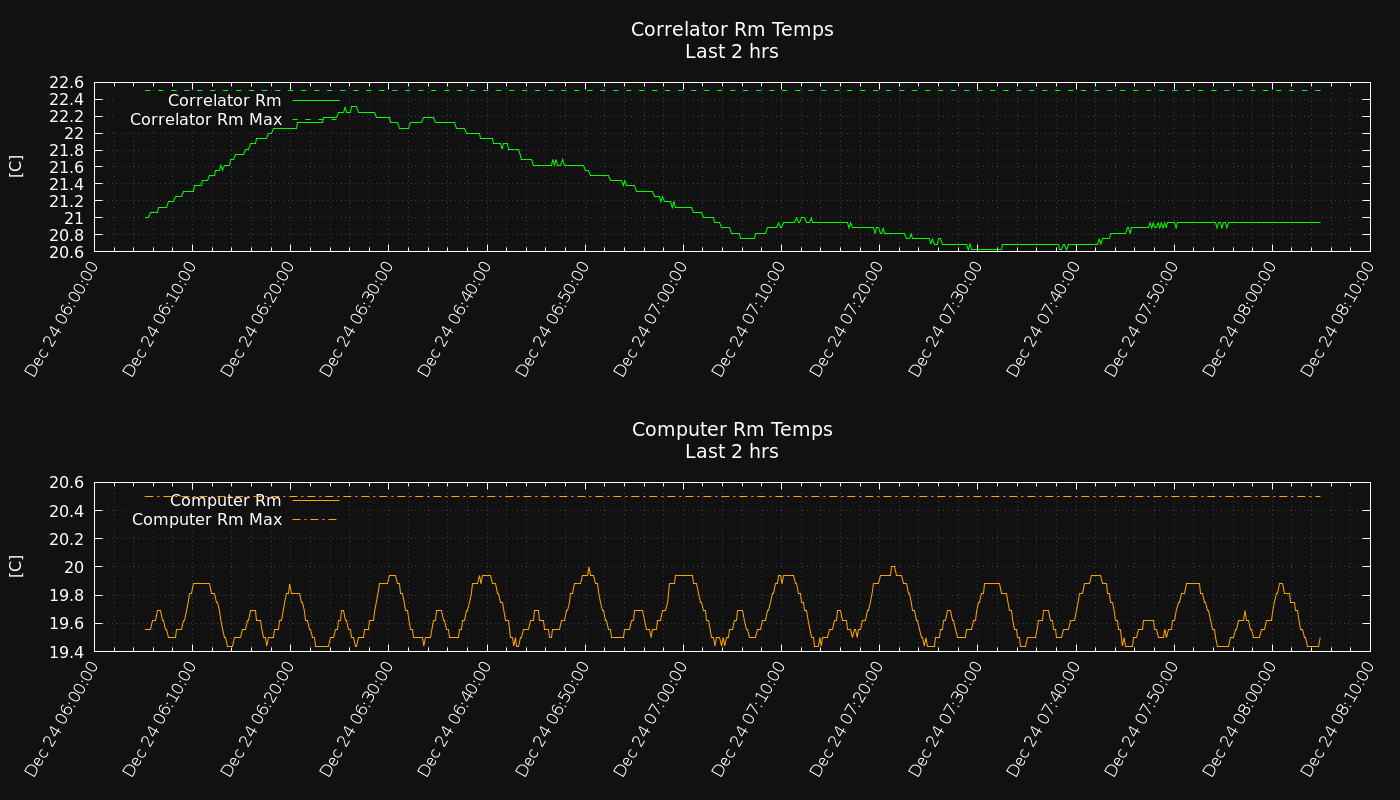 Correlator Rm Temps
Last 2 hrs
[C]
22.6
22.4
22.2
22
21.8
21.6
21.4
21.2
21
20.8
20.6
Correlator Rm
Correlator Rm Max
Dec 24 06:00:00
Dec 24 06:10:00
Dec 24 06:20:00
Dec 24 06:30:00
Dec 24 06:40:00
Dec 24 06:50:00
Dec 24 07:00:00
Dec 24 07:10:00
Dec 24 07:20:00
Dec 24 07:30:00
Dec 24 07:40:00
Dec 24 07:50:00
Dec 24 08:00:00
Dec 24 08:10:00
Computer Rm Temps
Last 2 hrs
[C]
20.6
20.4
20.2
20
19.8
19.6
19.4
Computer Rm
Computer Rm Max
Dec 24 06:00:00
Dec 24 06:10:00
Dec 24 06:20:00
Dec 24 06:30:00
Dec 24 06:40:00
Dec 24 06:50:00
Dec 24 07:00:00
Dec 24 07:10:00
Dec 24 07:20:00
Dec 24 07:30:00
Dec 24 07:40:00
Dec 24 07:50:00
Dec 24 08:00:00
Dec 24 08:10:00